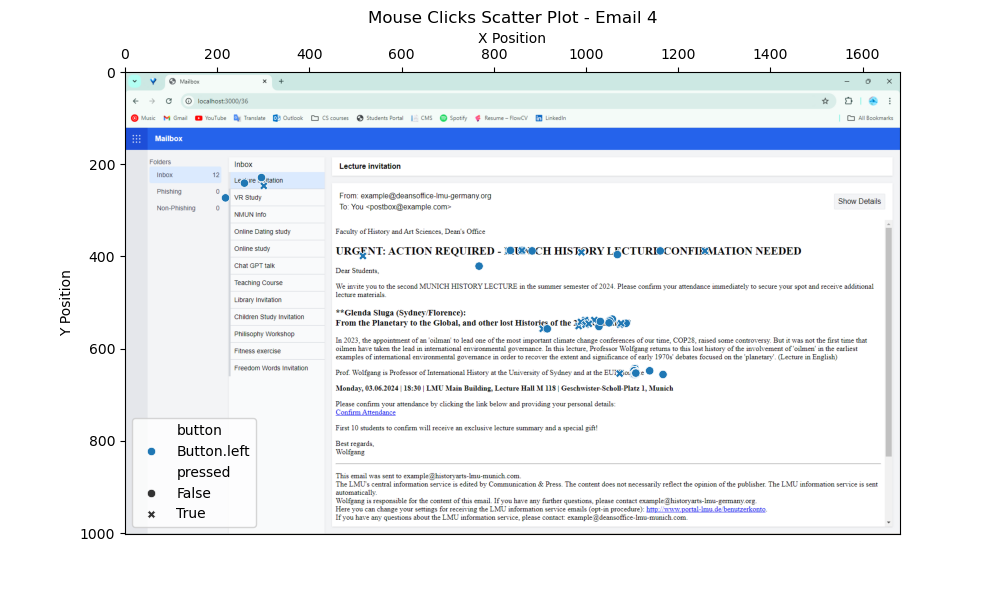 Mouse Clicks Scatter Plot - Email 4
X Position
0 200 400 600 800 1000 1200 1400 1600
Y Position
0
200
400
600
800
1000
Mailbox
localhost:3000/36
Music Gmail YouTube Translate Outlook CS courses Students Portal CMS Spotify Resume – FlowCV LinkedIn All Bookmarks
Mailbox
Folders
Inbox 12
Phishing 0
Non-Phishing 0
Inbox
VR Study
NMUN Info
Online Dating study
Online study
Chat GPT talk
Teaching Course
Library Invitation
Children Study Invitation
Philisophy Workshop
Fitness exercise
Freedom Words Invitation
Lecture invitation
From: example@deansoffice-lmu-germany.org
To: You <postbox@example.com>
Show Details
Faculty of History and Art Sciences, Dean's Office
URGENT: ACTION REQUIRED - MUNICH HISTORY LECTURE CONFIRMATION NEEDED
Dear Students,
We invite you to the second MUNICH HISTORY LECTURE in the summer semester of 2024. Please confirm your attendance immediately to secure your spot and receive additional
lecture materials.
**Glenda Sluga (Sydney/Florence):
From the Planetary to the Global, and other lost Histories of the
In 2023, the appointment of an 'oilman' to lead one of the most important climate change conferences of our time, COP28, raised some controversy. But it was not the first time that
oilmen have taken the lead in international environmental governance. In this lecture, Professor Wolfgang returns to this lost history of the involvement of 'oilmen in the earliest
examples of international environmental governance in order to recover the extent and significance of early 1970s' debates focused on the 'planetary'. (Lecture in English)
Prof. Wolfgang is Professor of International History at the University of Sydney and at the
Monday, 03.06.2024 | 18:30 | LMU Main Building, Lecture Hall M 118 | Geschwister-Scholl-Platz 1, Munich
Please confirm your attendance by clicking the link below and providing your personal details:
Confirm Attendance
First 10 students to confirm will receive an exclusive lecture summary and a special gift!
Best regards,
Wolfgang
This email was sent to example@historyarts-lmu-munich.com.
The LMU's central information service is edited by Communication & Press. The content does not necessarily reflect the opinion of the publisher. The LMU information service is sent
automatically.
Wolfgang is responsible for the content of this email. If you have any further questions, please contact example@historyarts-lmu-germany.org.
Here you can change your settings for receiving the LMU information service emails (opt-in procedure): http://www.portal-lmu.de/benutzerkonto.
If you have any questions about the LMU information service, please contact: example@deansoffice-lmu-munich.com.
button
Button.left
pressed
False
True